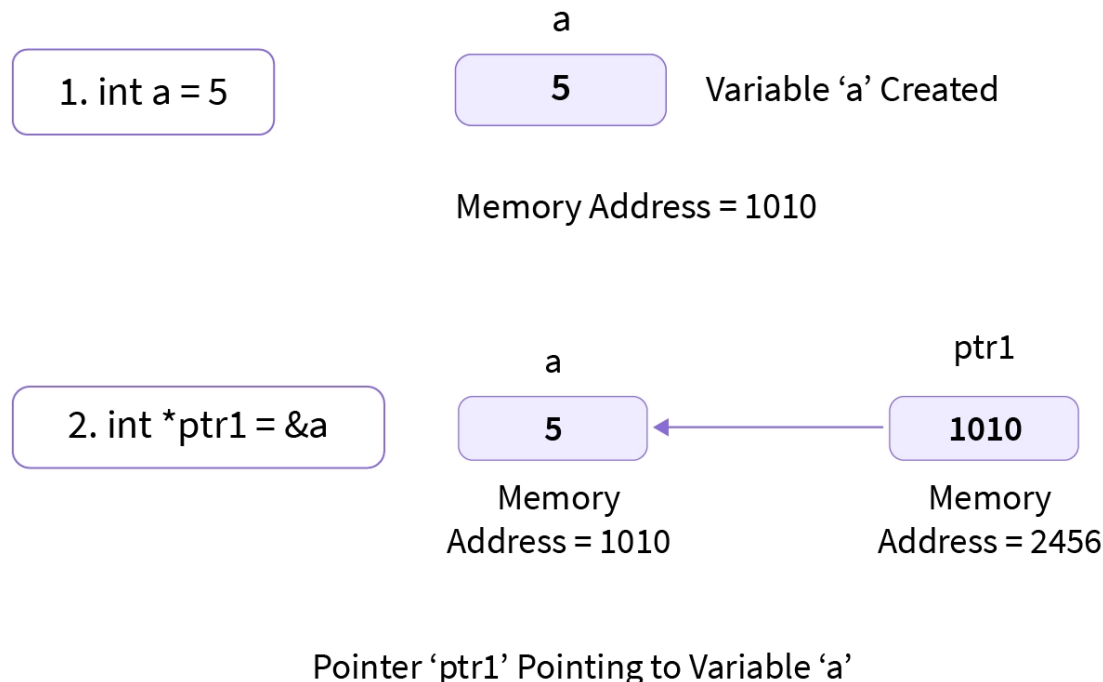 a
1. int a = 5
5
Variable ‘a’ Created
Memory Address = 1010
a
ptr1
2. int *ptr1 = &a
5
1010
Memory
Address = 1010
Memory
Address = 2456
Pointer ‘ptr1’ Pointing to Variable ‘a’